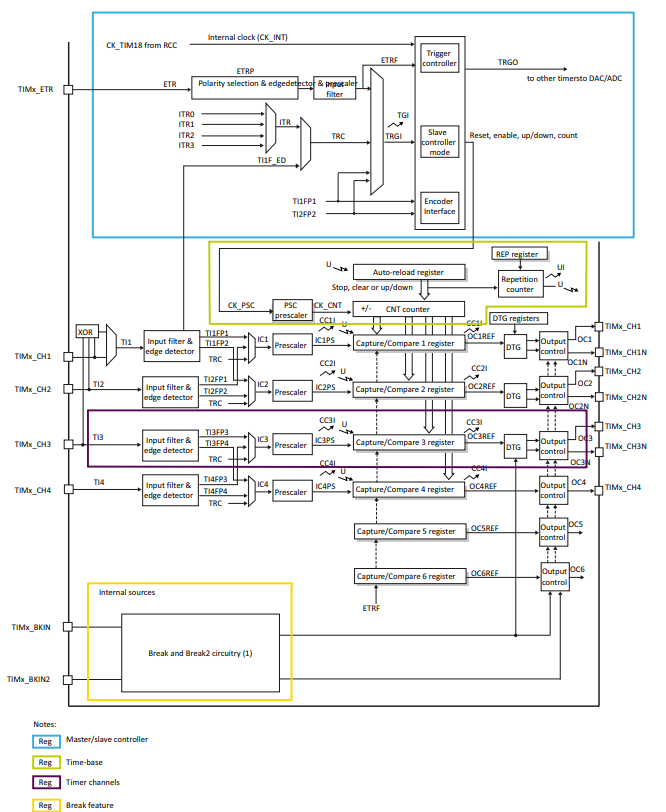 Internal clock (CK_INT)
CK_TIM18 from RCC
Trigger
controller
TRGO
to other timersto DAC/ADC
ETRF
ETRP
TIMx_ETR
ETR
Polarity selection & edgedetector & prescaler
Input
filter
ITR0
ITR1
ITR2
ITR3
ITR
TRC
TI1F_ED
TGI
TRGI
Slave
controller
mode
Reset, enable, up/down, count
TI1FP1
TI2FP2
Encoder
Interface
REP register
U
Auto-reload register
Stop, clear or up/down
Repetition
counter
UI
U
CK_PSC
PSC
prescaler
CK_CNT
+/-
CNT counter
DTG registers
XOR
TI1
Input filter &
edge detector
TI1FP1
TI1FP2
TRC
IC1
Prescaler
IC1PS
CC1I
U
Capture/Compare 1 register
CC1I
OC1REF
DTG
Output
control
OC1
OC1N
TIMx_CH1
TIMx_CH1
TIMx_CH1N
TIMx_CH2
TI2
Input filter &
edge detector
TI2FP1
TI2FP2
TRC
IC2
Prescaler
IC2PS
CC2I
U
Capture/Compare 2 register
CC2I
OC2REF
DTG
Output
control
OC2
OC2N
TIMx_CH2
TIMx_CH2N
TIMx_CH3
TI3
Input filter &
edge detector
TI3FP3
TI3FP4
TRC
IC3
Prescaler
IC3PS
CC3I
U
Capture/Compare 3 register
CC3I
OC3REF
DTG
Output
control
OC3
OC3N
TIMx_CH3
TIMx_CH3N
TIMx_CH4
TI4
Input filter &
edge detector
TI4FP3
TI4FP4
TRC
IC4
Prescaler
IC4PS
CC4I
U
Capture/Compare 4 register
CC4I
OC4REF
Output
control
OC4
TIMx_CH4
Capture/Compare 5 register
OC5REF
Output
control
OC5
Capture/Compare 6 register
OC6REF
Output
control
OC6
ETRF
Internal sources
TIMx_BKIN
Break and Break2 circuitry (1)
TIMx_BKIN2
Notes:
Reg Master/slave controller
Reg Time-base
Reg Timer channels
Reg Break feature